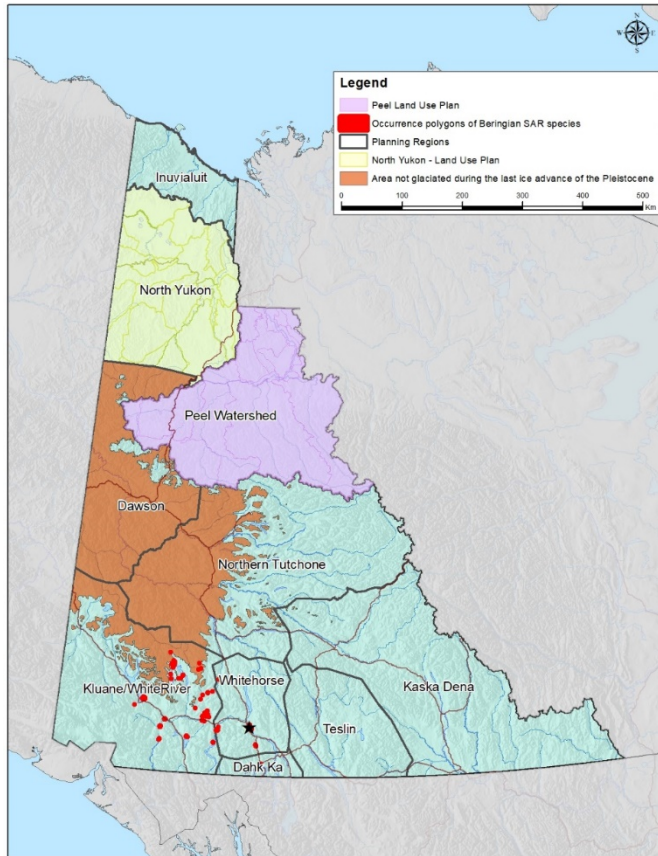 N
W E
S
Legend
Peel Land Use Plan
Occurrence polygons of Beringian SAR species
Planning Regions
North Yukon - Land Use Plan
Area not glaciated during the last ice advance of the Pleistocene
0 100 200 300 400 500
Km
Inuvialuit
North Yukon
Peel Watershed
Dawson
Northern Tutchone
Kluane/WhiteRiver
Whitehorse
Kaska Dena
Teslin
Dahk Ka